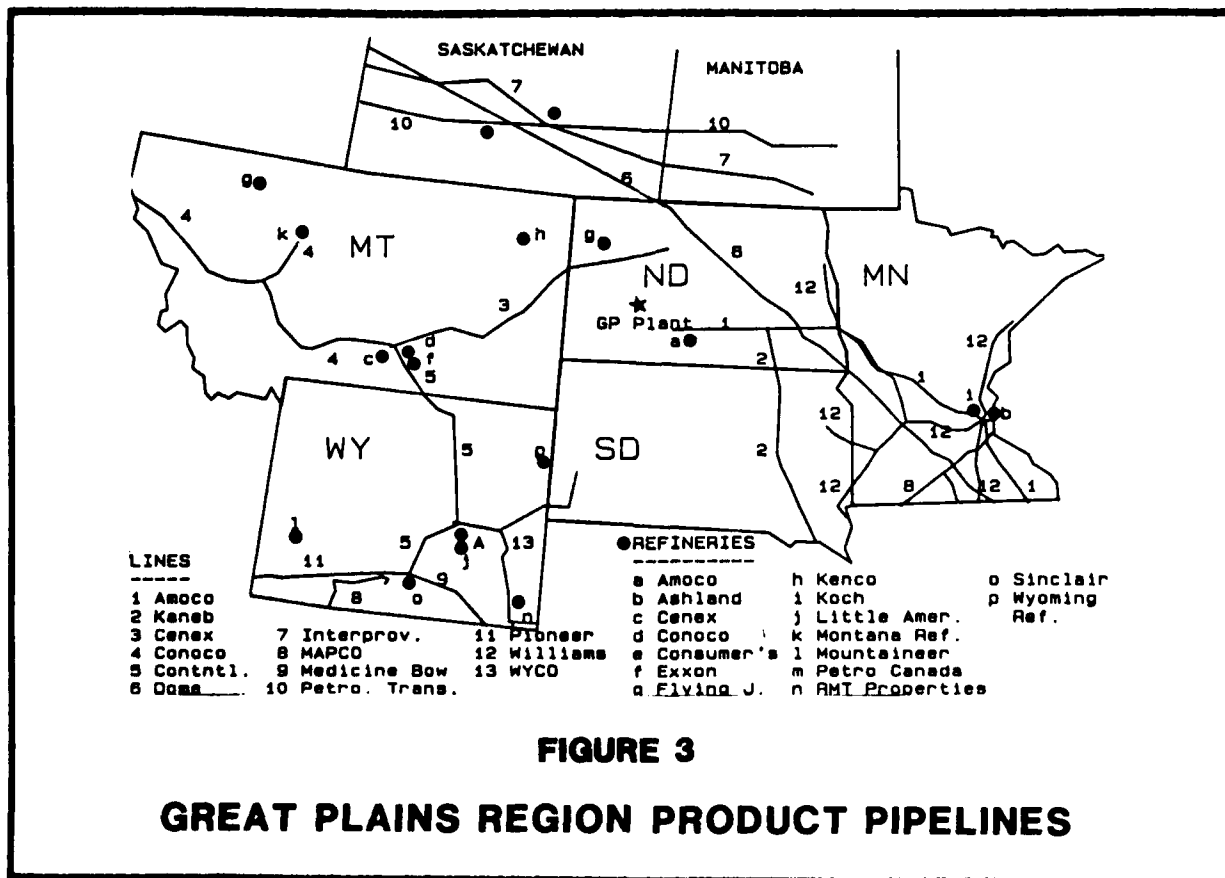 SASKATCHEWAN
MANITOBA
7
10
10
7
6
g
4
k
4
MT
h
g
8
ND
12
MN
3
GP Plant
1
a
12
d
4
c
f
5
2
1
i
b
12
12
WY
5
p
SD
2
12
8
12
1
l
11
5
A
j
13
9
8
o
n
LINES
-----
1 Amoco
2 Kaneb
3 Cenex
4 Conoco
5 Contntl.
6 Dome
7 Interprov.
8 MAPCO
9 Medicine Bow
10 Petro. Trans.
11 Pioneer
12 Williams
13 WYCO
REFINERIES
----------
a Amoco
b Ashland
c Cenex
d Conoco
e Consumer's
f Exxon
g Flying J.
h Kenco
i Koch
j Little Amer.
k Montana Ref.
l Mountaineer
m Petro Canada
n RMT Properties
o Sinclair
p Wyoming
Ref.
FIGURE 3
GREAT PLAINS REGION PRODUCT PIPELINES